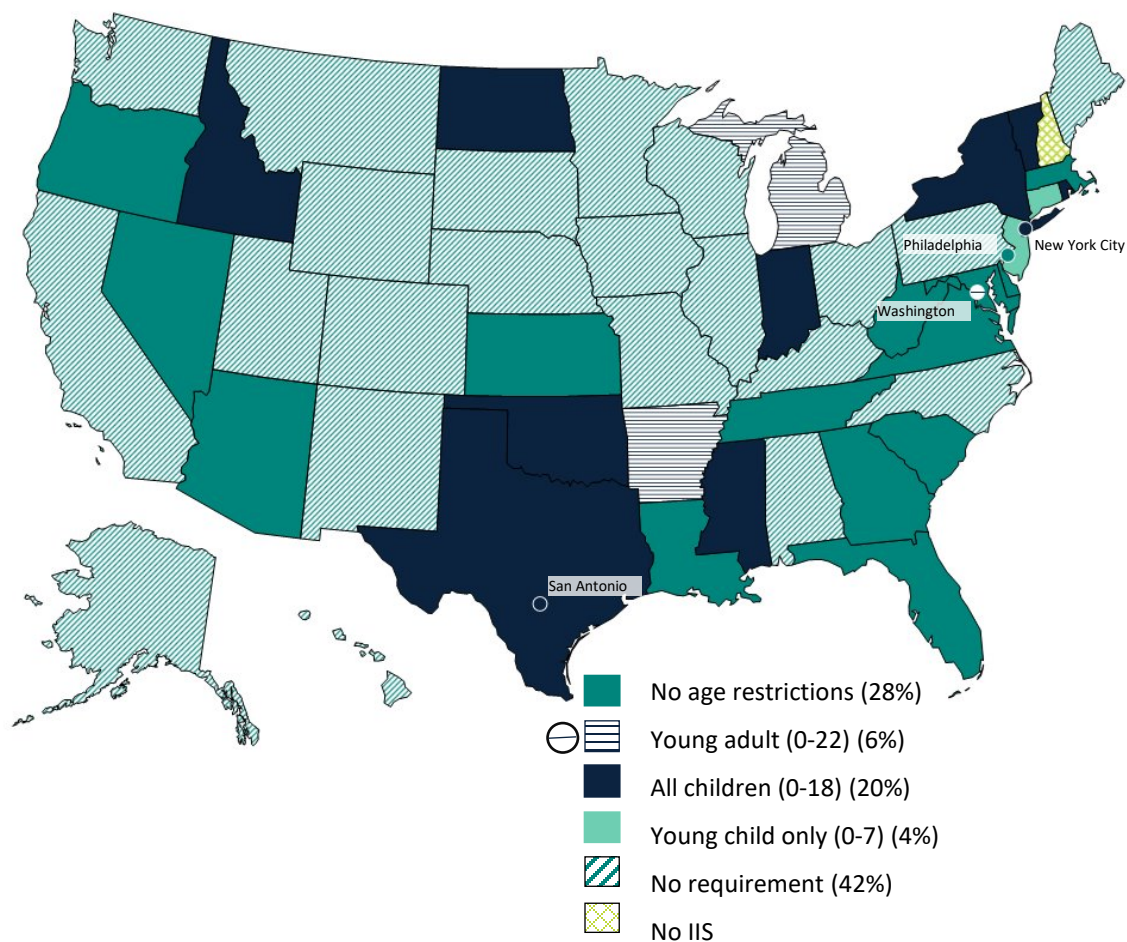 Philadelphia
New York City
Washington
San Antonio
No age restrictions (28%)
Young adult (0-22) (6%)
All children (0-18) (20%)
Young child only (0-7) (4%)
No requirement (42%)
No IIS